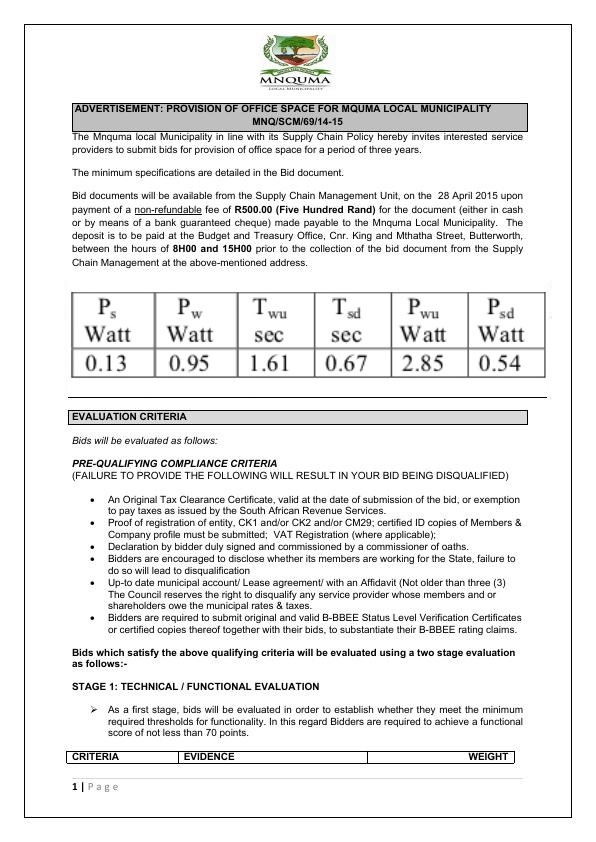 MNQUMA
LOCAL MUNICIPALITY
ADVERTISEMENT: PROVISION OF OFFICE SPACE FOR MQUMA LOCAL MUNICIPALITY
MNQ/SCM/69/14-15
The Mnquma local Municipality in line with its Supply Chain Policy hereby invites interested service
providers to submit bids for provision of office space for a period of three years.
The minimum specifications are detailed in the Bid document.
Bid documents will be available from the Supply Chain Management Unit, on the 28 April 2015 upon
payment of a non-refundable fee of R500.00 (Five Hundred Rand) for the document (either in cash
or by means of a bank guaranteed cheque) made payable to the Mnquma Local Municipality. The
deposit is to be paid at the Budget and Treasury Office, Cnr. King and Mthatha Street, Butterworth,
between the hours of 8H00 and 15H00 prior to the collection of the bid document from the Supply
Chain Management at the above-mentioned address.
Ps Pw Twu Tsd Pwu Psd
Watt Watt sec sec Watt Watt
0.13 0.95 1.61 0.67 2.85 0.54
EVALUATION CRITERIA
Bids will be evaluated as follows:
PRE-QUALIFYING COMPLIANCE CRITERIA
(FAILURE TO PROVIDE THE FOLLOWING WILL RESULT IN YOUR BID BEING DISQUALIFIED)
• An Original Tax Clearance Certificate, valid at the date of submission of the bid, or exemption
to pay taxes as issued by the South African Revenue Services.
• Proof of registration of entity, CK1 and/or CK2 and/or CM29; certified ID copies of Members &
Company profile must be submitted; VAT Registration (where applicable);
• Declaration by bidder duly signed and commissioned by a commissioner of oaths.
• Bidders are encouraged to disclose whether its members are working for the State, failure to
do so will lead to disqualification
• Up-to date municipal account/ Lease agreement/ with an Affidavit (Not older than three (3)
The Council reserves the right to disqualify any service provider whose members and or
shareholders owe the municipal rates & taxes.
• Bidders are required to submit original and valid B-BBEE Status Level Verification Certificates
or certified copies thereof together with their bids, to substantiate their B-BBEE rating claims.
Bids which satisfy the above qualifying criteria will be evaluated using a two stage evaluation
as follows:-
STAGE 1: TECHNICAL / FUNCTIONAL EVALUATION
➢ As a first stage, bids will be evaluated in order to establish whether they meet the minimum
required thresholds for functionality. In this regard Bidders are required to achieve a functional
score of not less than 70 points.
CRITERIA EVIDENCE WEIGHT
1 | Page